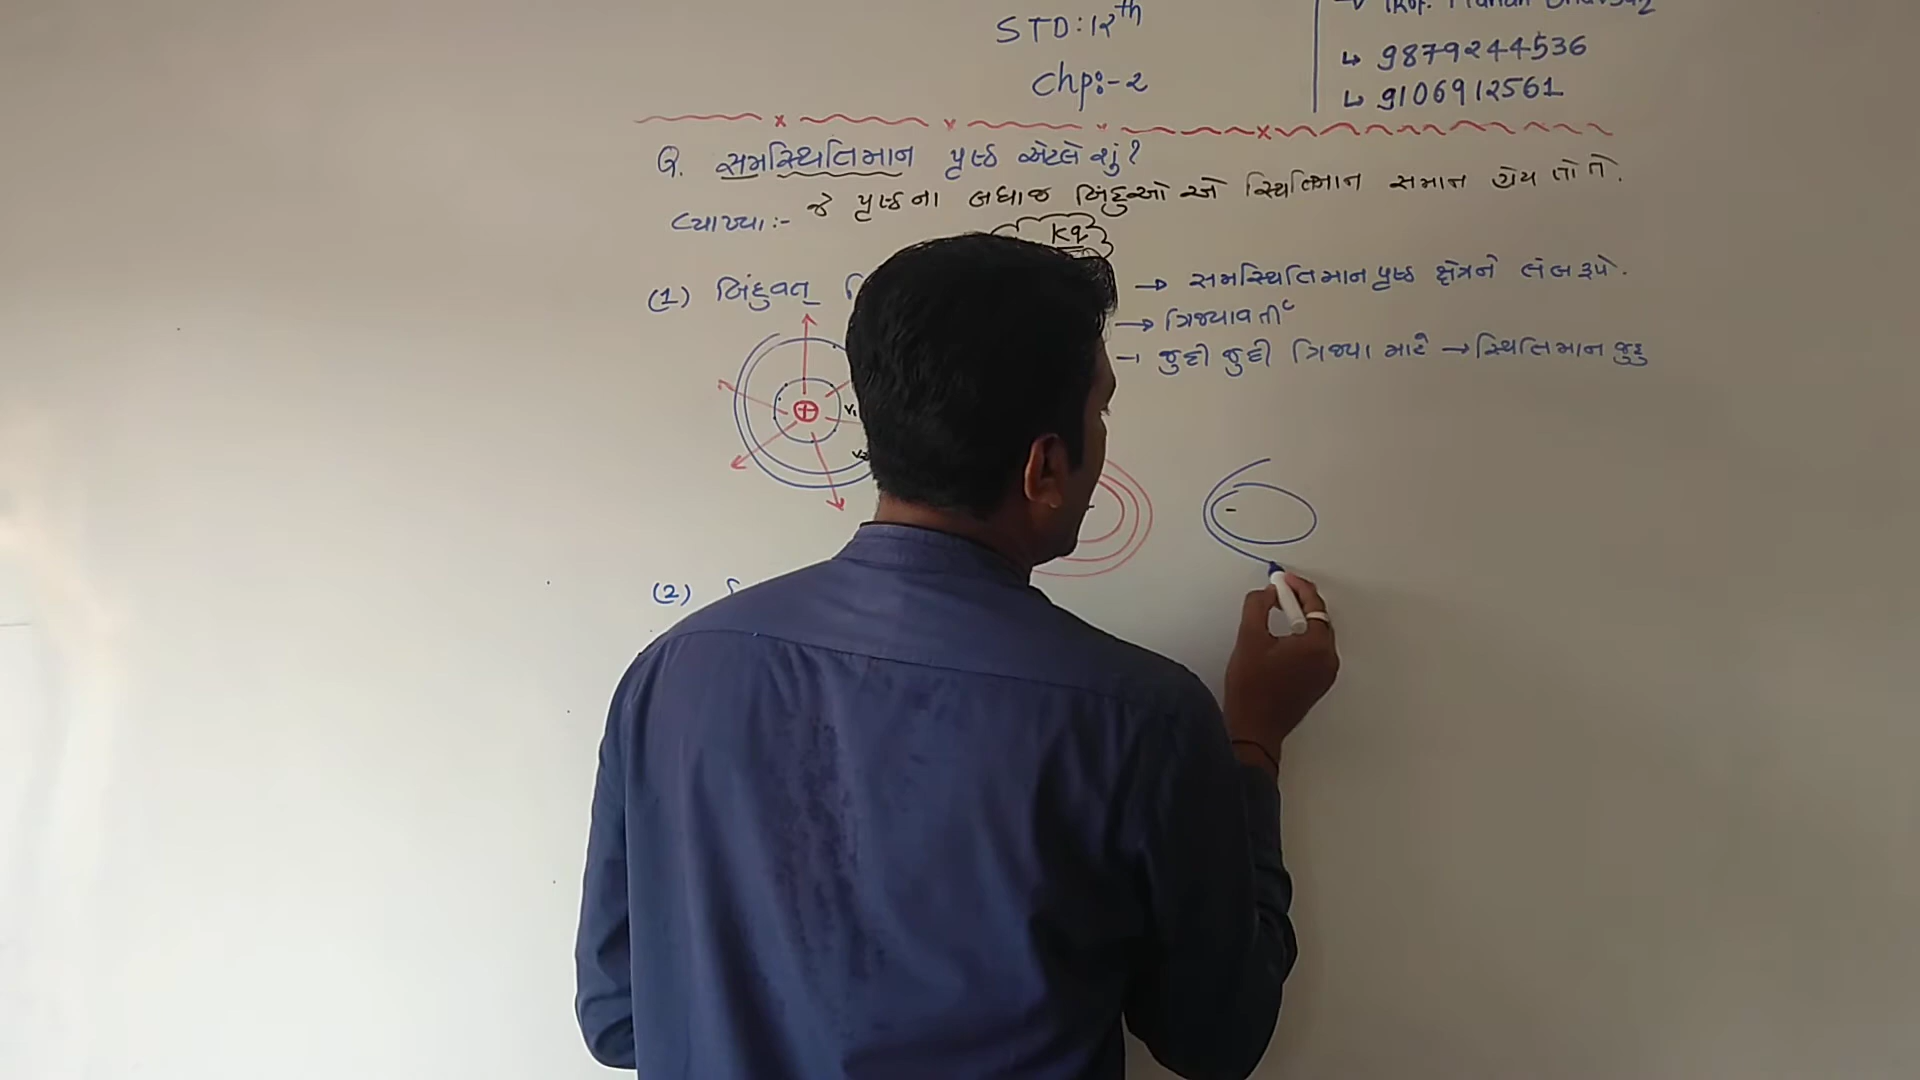 STD:12th
Chp:-2
↳ 9879244536
↳ 9106912561
Q. સમસ્થિતિમાન પૃષ્ઠ એટલે શું?
વ્યાખ્યા:- જે પૃષ્ઠના બધાજ બિંદુઓ એ સ્થિતિમાન સમાન હોય તો તે.
Kq
(1) બિંદુવત્
→ સમસ્થિતિમાન પૃષ્ઠ ક્ષેત્રને લંબ રૂપે.
→ ત્રિજ્યાવર્તી
→ જુદી જુદી ત્રિજ્યા માટે → સ્થિતિમાન જુદુ
+
V1
V2
-
(2)